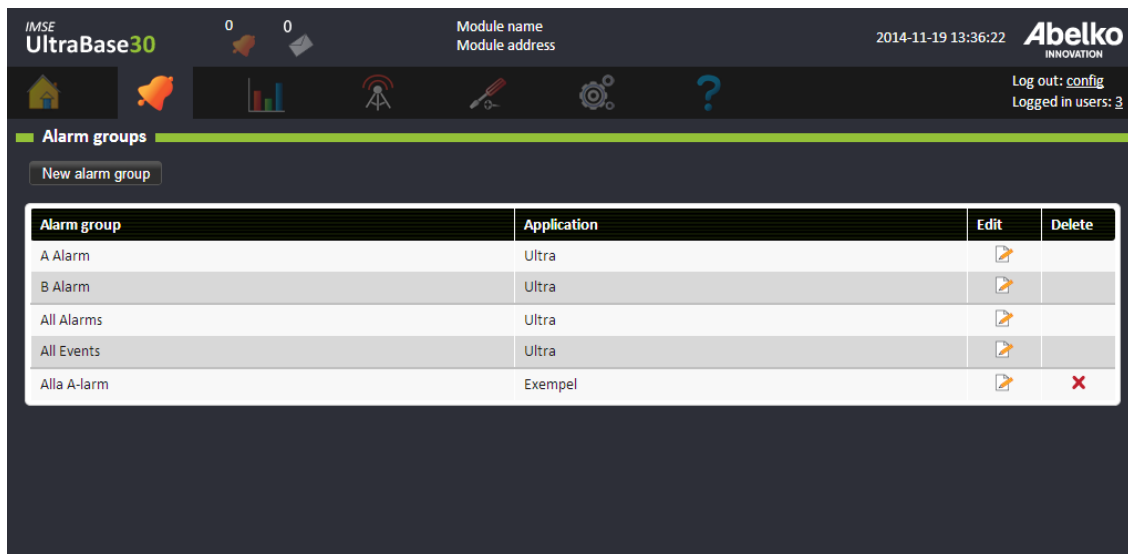 IMSE
UltraBase30
0
0
Module name
Module address
2014-11-19 13:36:22
Abelko
INNOVATION
Log out: config
Logged in users: 3
Alarm groups
New alarm group
Alarm group Application Edit Delete
A Alarm Ultra
B Alarm Ultra
All Alarms Ultra
All Events Ultra
Alla A-larm Exempel